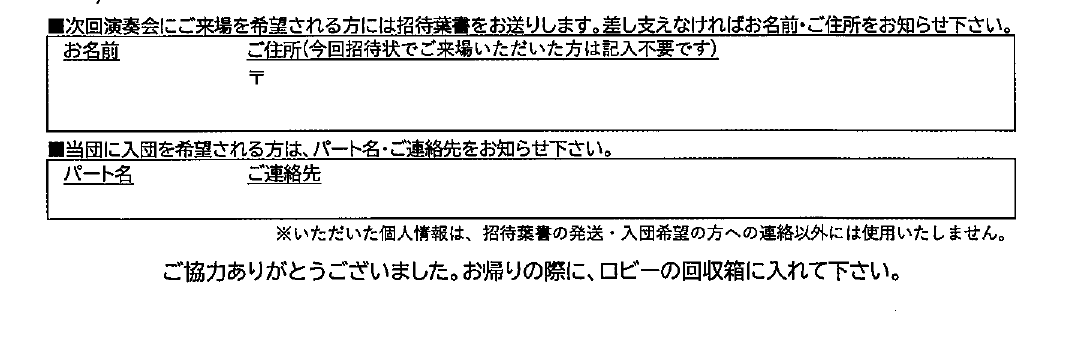 ■次回演奏会にご来場を希望される方には招待葉書をお送りします。差し支えなければお名前・ご住所をお知らせ下さい。
お名前 ご住所(今回招待状でご来場いただいた方は記入不要です)
〒
■当団に入団を希望される方は、パート名・ご連絡先をお知らせ下さい。
パート名 ご連絡先
※いただいた個人情報は、招待葉書の発送・入団希望の方への連絡以外には使用いたしません。
ご協力ありがとうございました。お帰りの際に、ロビーの回収箱に入れて下さい。